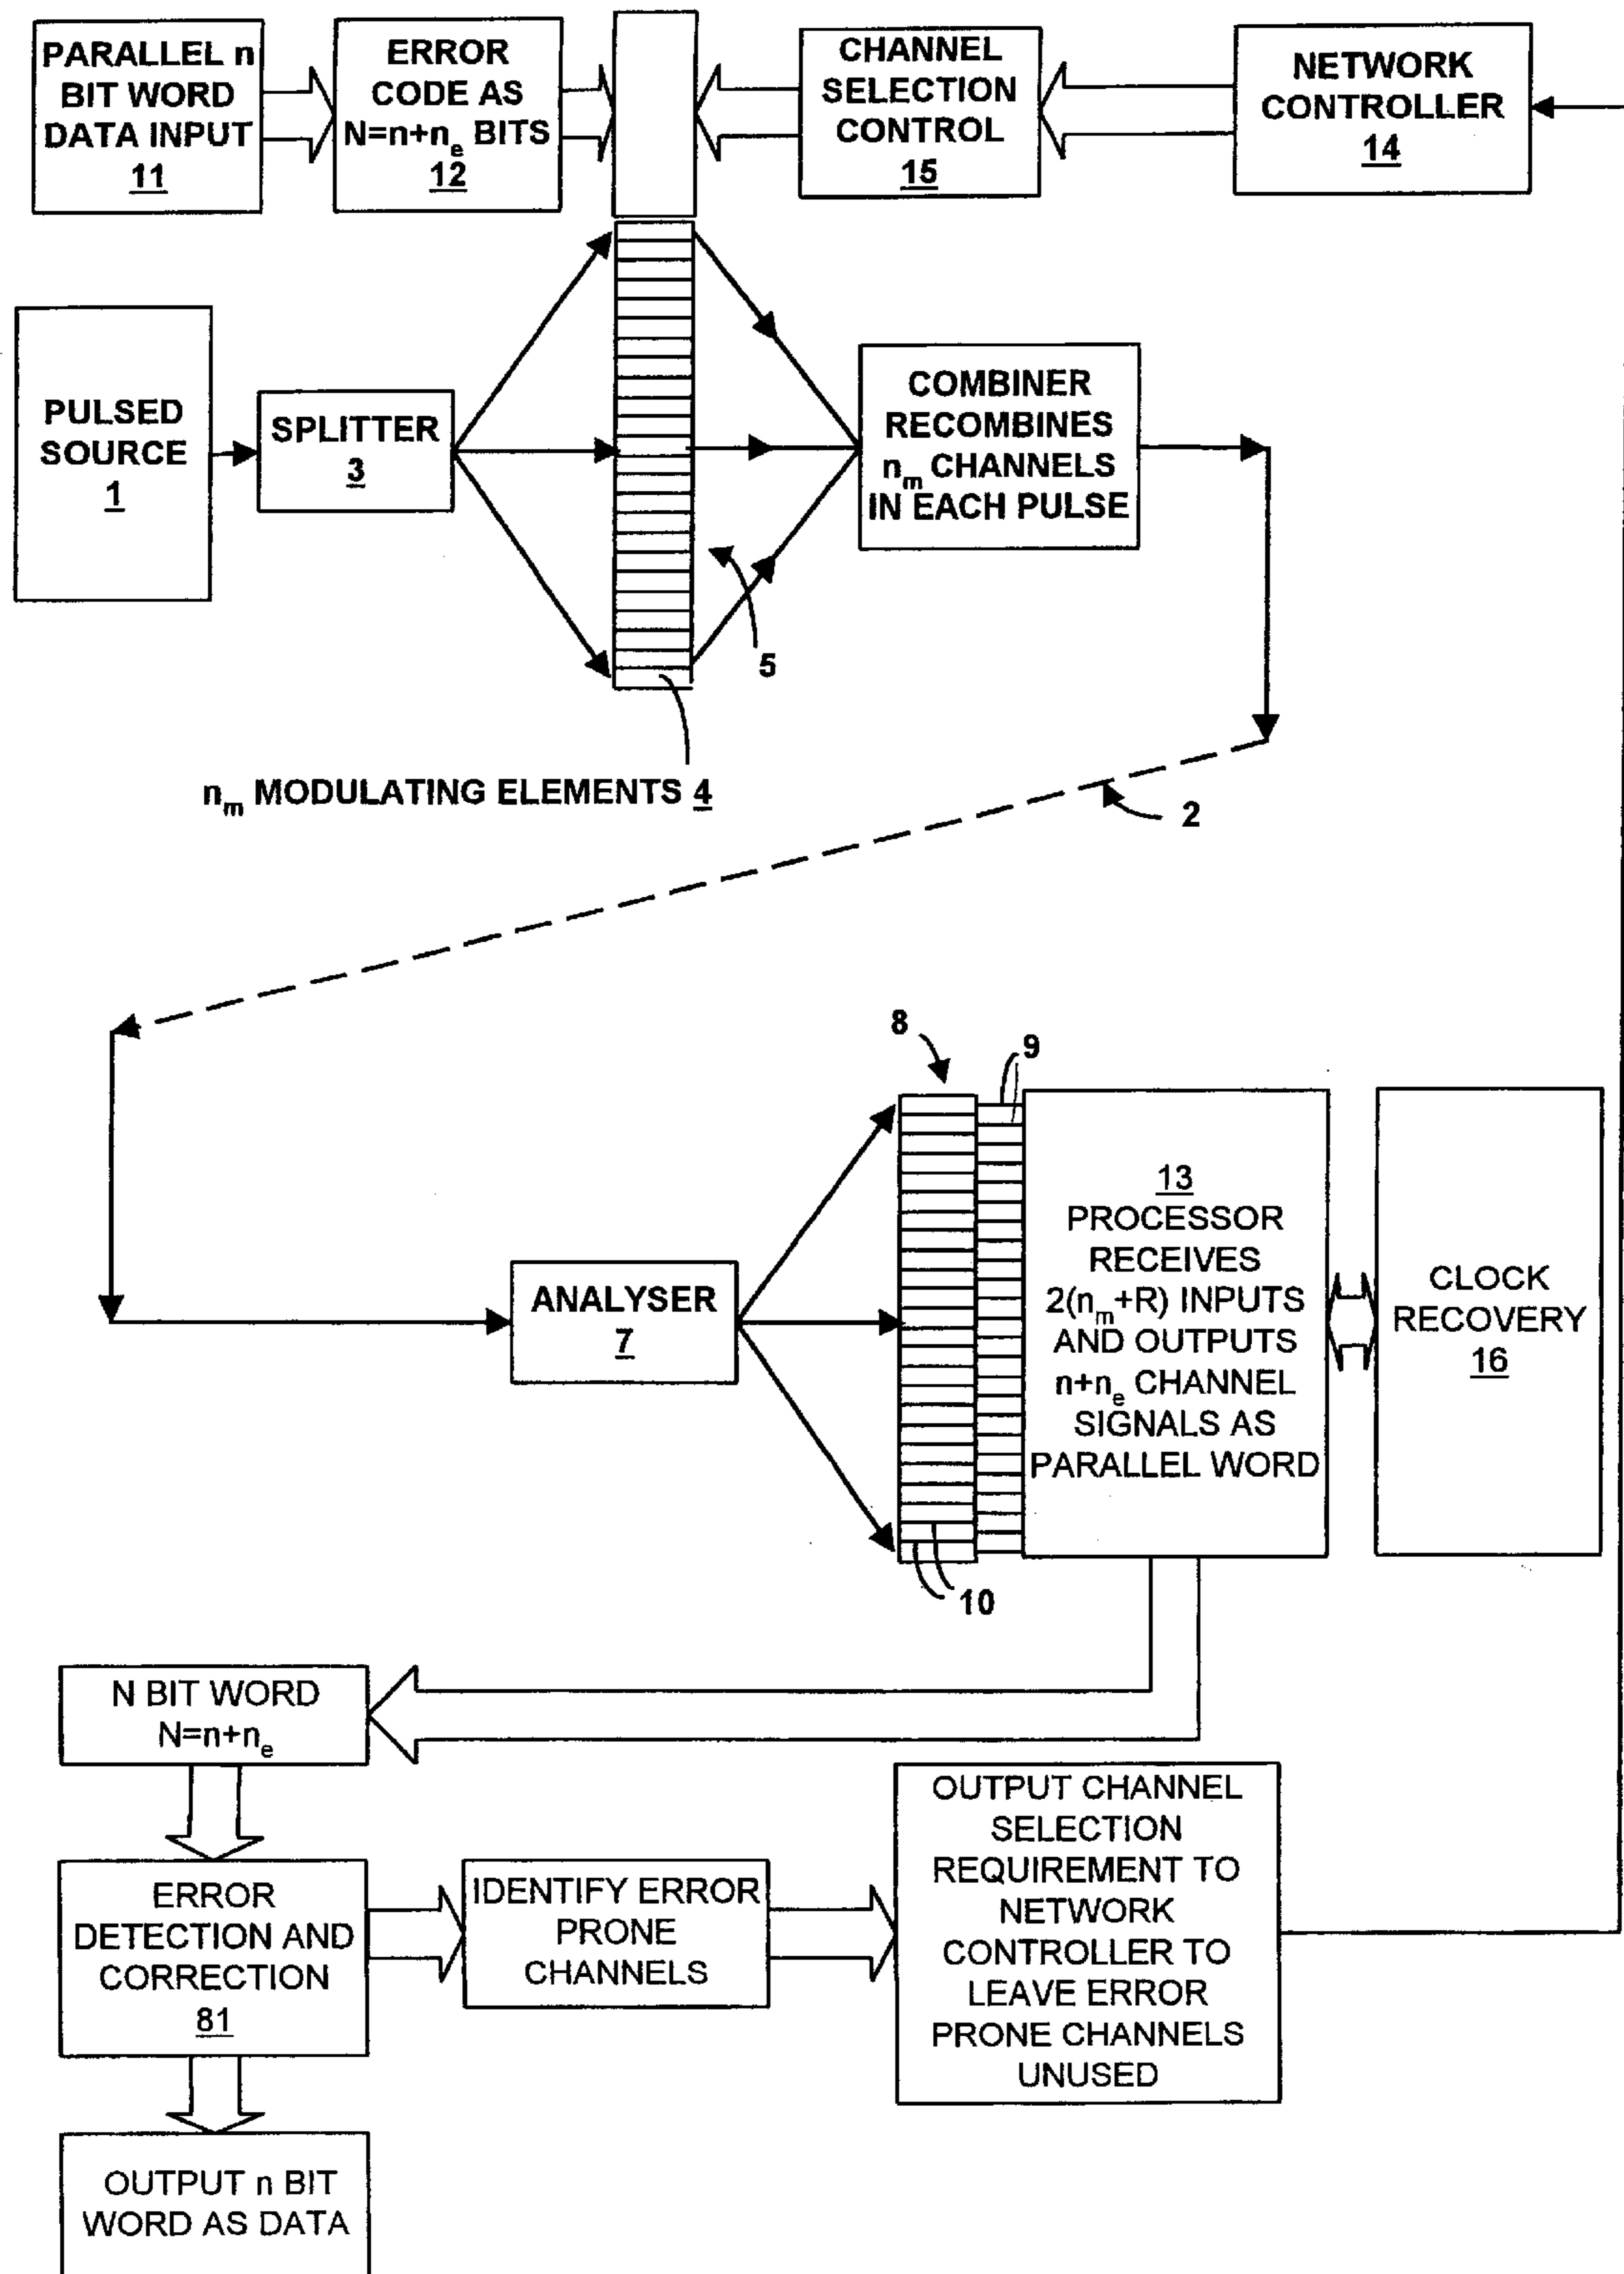 PARALLEL n
BIT WORD
DATA INPUT
11
ERROR
CODE AS
N=n+nₑ BITS
12
CHANNEL
SELECTION
CONTROL
15
NETWORK
CONTROLLER
14
PULSED
SOURCE
1
SPLITTER
3
COMBINER
RECOMBINES
nₘ CHANNELS
IN EACH PULSE
5
nₘ MODULATING ELEMENTS 4
2
8
9
13
PROCESSOR
RECEIVES
2(nₘ+R) INPUTS
AND OUTPUTS
n+nₑ CHANNEL
SIGNALS AS
PARALLEL WORD
CLOCK
RECOVERY
16
ANALYSER
7
10
N BIT WORD
N=n+nₑ
ERROR
DETECTION AND
CORRECTION
81
IDENTIFY ERROR
PRONE
CHANNELS
OUTPUT CHANNEL
SELECTION
REQUIREMENT TO
NETWORK
CONTROLLER TO
LEAVE ERROR
PRONE CHANNELS
UNUSED
OUTPUT n BIT
WORD AS DATA